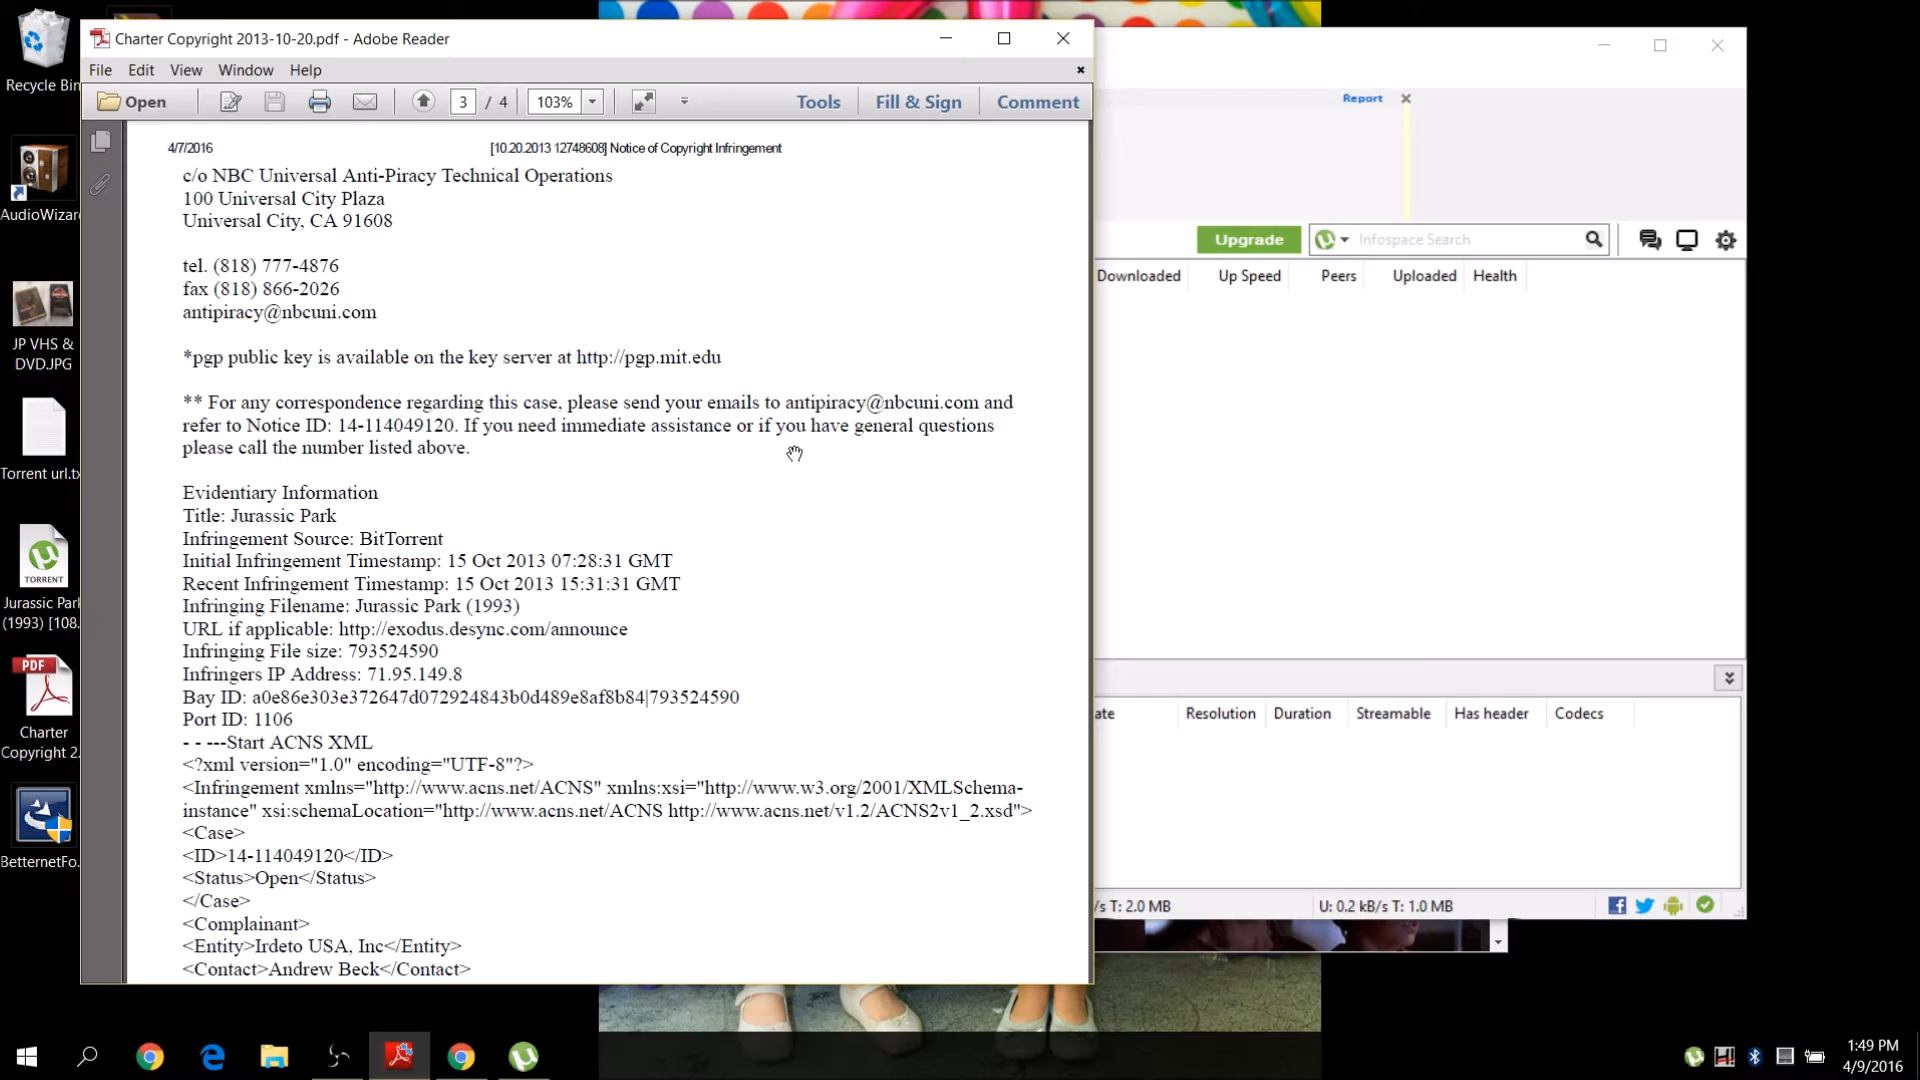 Recycle Bin
AudioWizar
JP VHS &
DVD.JPG
Torrent url.tx
TORRENT
Jurassic Park
(1993) [108.
PDF
Charter
Copyright 2.
BetternetFo.
Charter Copyright 2013-10-20.pdf - Adobe Reader
File Edit View Window Help
Open 3 / 4 103% Tools Fill & Sign Comment
4/7/2016 [10.20.2013 12748608] Notice of Copyright Infringement
c/o NBC Universal Anti-Piracy Technical Operations
100 Universal City Plaza
Universal City, CA 91608
tel. (818) 777-4876
fax (818) 866-2026
antipiracy@nbcuni.com
*pgp public key is available on the key server at http://pgp.mit.edu
** For any correspondence regarding this case, please send your emails to antipiracy@nbcuni.com and
refer to Notice ID: 14-114049120. If you need immediate assistance or if you have general questions
please call the number listed above.
Evidentiary Information
Title: Jurassic Park
Infringement Source: BitTorrent
Initial Infringement Timestamp: 15 Oct 2013 07:28:31 GMT
Recent Infringement Timestamp: 15 Oct 2013 15:31:31 GMT
Infringing Filename: Jurassic Park (1993)
URL if applicable: http://exodus.desync.com/announce
Infringing File size: 793524590
Infringers IP Address: 71.95.149.8
Bay ID: a0e86e303e372647d072924843b0d489e8af8b84|793524590
Port ID: 1106
- - ---Start ACNS XML
<?xml version="1.0" encoding="UTF-8"?>
<Infringement xmlns="http://www.acns.net/ACNS" xmlns:xsi="http://www.w3.org/2001/XMLSchema-
instance" xsi:schemaLocation="http://www.acns.net/ACNS http://www.acns.net/v1.2/ACNS2v1_2.xsd">
<Case>
<ID>14-114049120</ID>
<Status>Open</Status>
</Case>
<Complainant>
<Entity>Irdeto USA, Inc</Entity>
<Contact>Andrew Beck</Contact>
Report
Upgrade Infospace Search
Downloaded Up Speed Peers Uploaded Health
ate Resolution Duration Streamable Has header Codecs
/s T: 2.0 MB U: 0.2 kB/s T: 1.0 MB
1:49 PM
4/9/2016